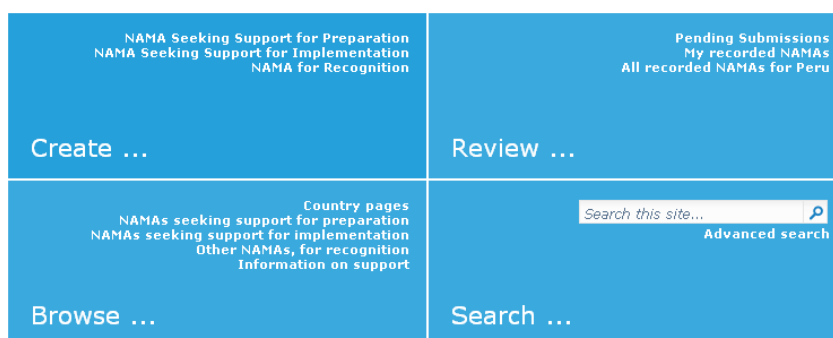 NAMA Seeking Support for Preparation
NAMA Seeking Support for Implementation
NAMA for Recognition
Create ...
Pending Submissions
My recorded NAMAs
All recorded NAMAs for Peru
Review ...
Country pages
NAMAs seeking support for preparation
NAMAs seeking support for implementation
Other NAMAs, for recognition
Information on support
Browse ...
Search this site...
Advanced search
Search ...